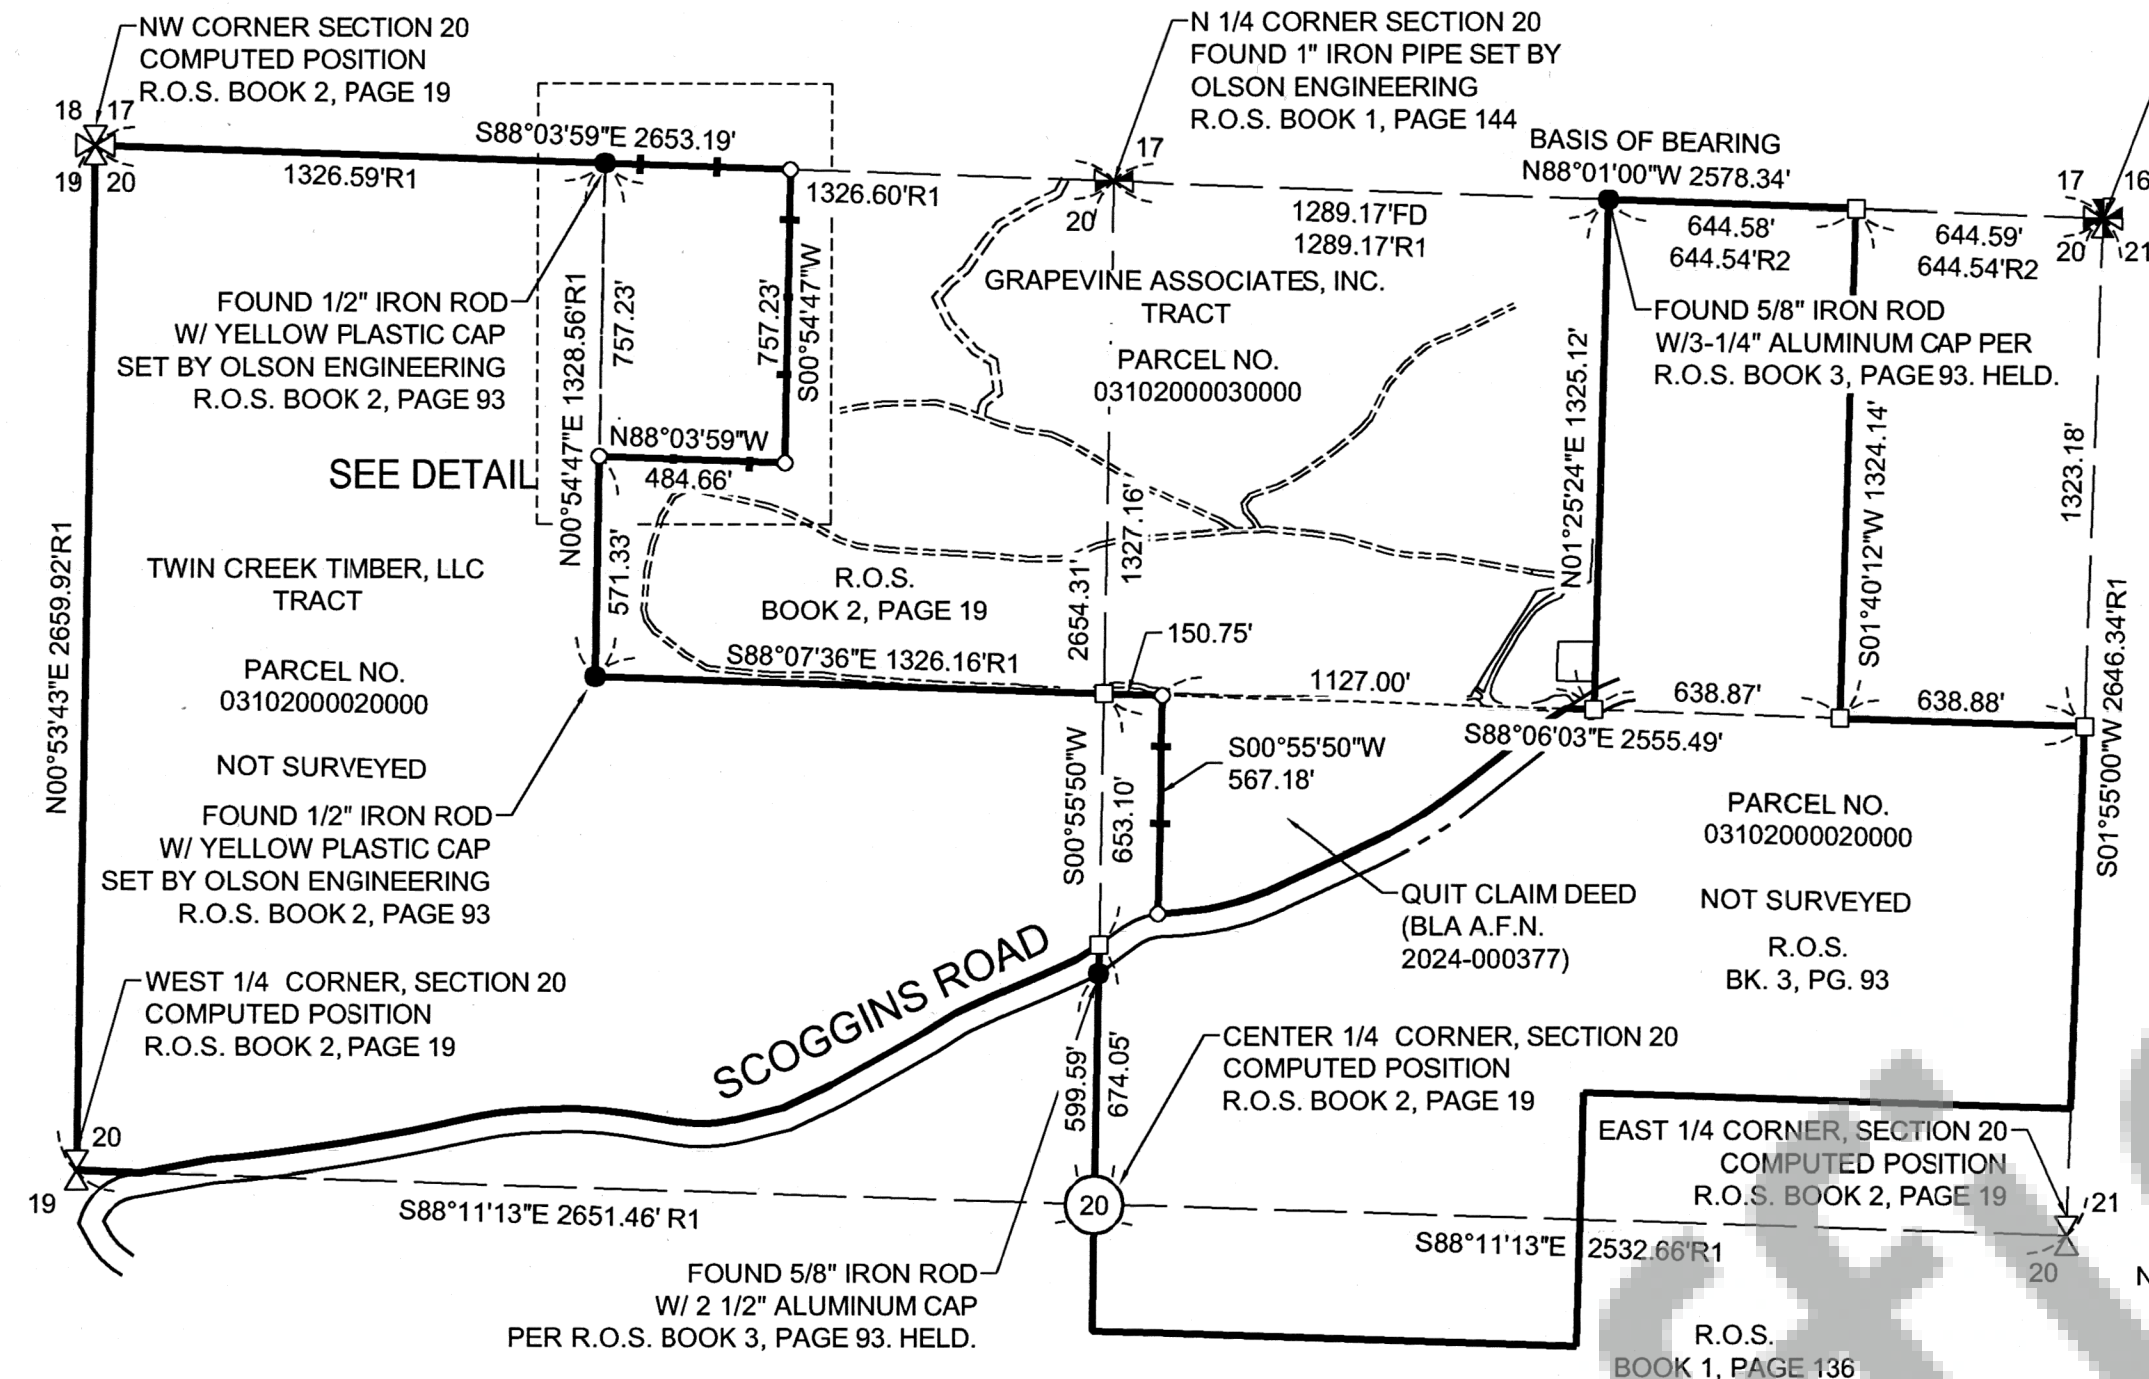 NW CORNER SECTION 20
COMPUTED POSITION
R.O.S. BOOK 2, PAGE 19
18 17
19 20
S88°03'59"E 2653.19'
1326.59'R1
1326.60'R1
N 1/4 CORNER SECTION 20
FOUND 1" IRON PIPE SET BY
OLSON ENGINEERING
R.O.S. BOOK 1, PAGE 144
17
20
BASIS OF BEARING
N88°01'00"W 2578.34'
1289.17'FD
1289.17'R1
644.58'
644.54'R2
644.59'
644.54'R2
17 16
20 21
FOUND 1/2" IRON ROD
W/ YELLOW PLASTIC CAP
SET BY OLSON ENGINEERING
R.O.S. BOOK 2, PAGE 93
N00°54'47"E 1328.56'R1
757.23'
757.23'
S00°54'47"W
GRAPEVINE ASSOCIATES, INC.
TRACT
PARCEL NO.
03102000030000
FOUND 5/8" IRON ROD
W/3-1/4" ALUMINUM CAP PER
R.O.S. BOOK 3, PAGE 93. HELD.
N01°25'24"E 1325.12'
S01°40'12"W 1324.14'
1323.18'
S01°55'00"W 2646.34'R1
SEE DETAIL
N88°03'59"W
484.66'
571.33'
N00°53'43"E 2659.92'R1
TWIN CREEK TIMBER, LLC
TRACT
PARCEL NO.
03102000020000
NOT SURVEYED
R.O.S.
BOOK 2, PAGE 19
2654.31'
1327.16'
150.75'
S88°07'36"E 1326.16'R1
1127.00'
638.87'
638.88'
S88°06'03"E 2555.49'
S00°55'50"W
653.10'
S00°55'50"W
567.18'
FOUND 1/2" IRON ROD
W/ YELLOW PLASTIC CAP
SET BY OLSON ENGINEERING
R.O.S. BOOK 2, PAGE 93
PARCEL NO.
03102000020000
NOT SURVEYED
R.O.S.
BK. 3, PG. 93
QUIT CLAIM DEED
(BLA A.F.N.
2024-000377)
SCOGGINS ROAD
WEST 1/4 CORNER, SECTION 20
COMPUTED POSITION
R.O.S. BOOK 2, PAGE 19
599.59'
674.05'
CENTER 1/4 CORNER, SECTION 20
COMPUTED POSITION
R.O.S. BOOK 2, PAGE 19
EAST 1/4 CORNER, SECTION 20
COMPUTED POSITION
R.O.S. BOOK 2, PAGE 19
20
19
20
21
20
S88°11'13"E 2651.46' R1
S88°11'13"E 2532.66'R1
N
FOUND 5/8" IRON ROD
W/ 2 1/2" ALUMINUM CAP
PER R.O.S. BOOK 3, PAGE 93. HELD.
R.O.S.
BOOK 1, PAGE 136